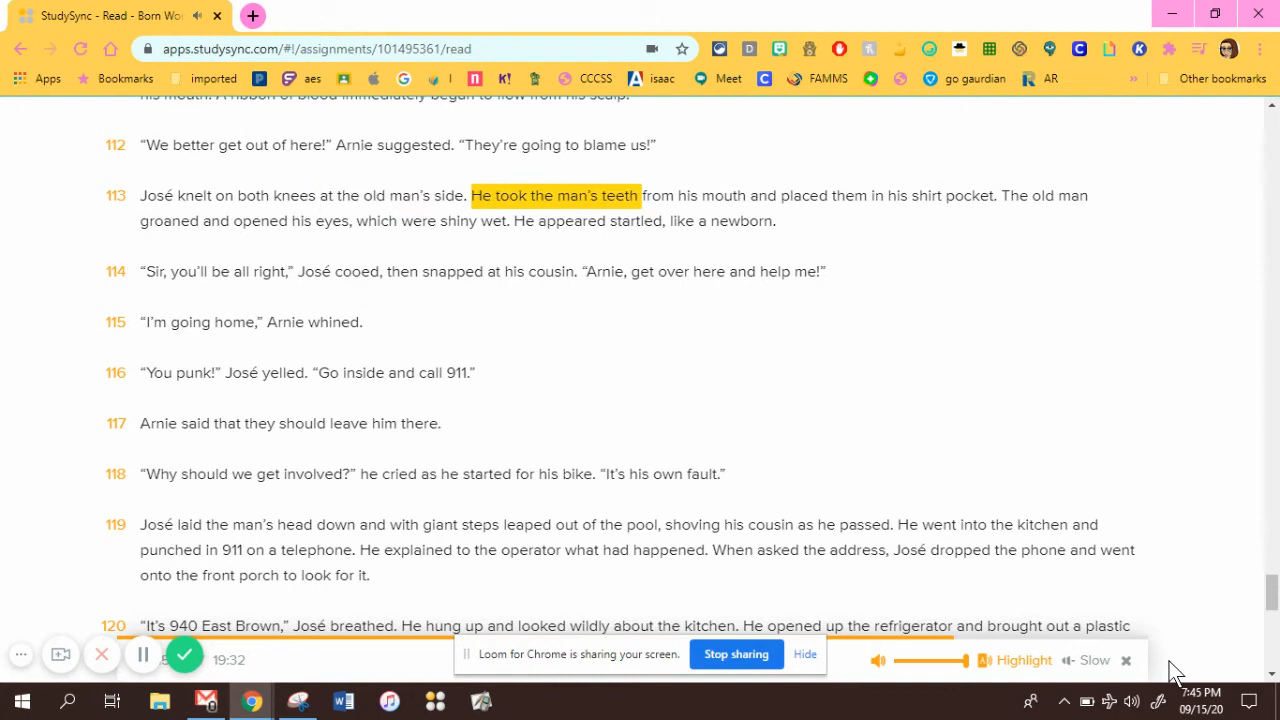 StudySync - Read - Born Wo
apps.studysync.com/#!/assignments/101495361/read
Apps Bookmarks imported aes I K! CCCSS isaac Meet FAMMS go gaurdian AR » Other bookmarks
112 “We better get out of here!” Arnie suggested. “They’re going to blame us!”
113 José knelt on both knees at the old man’s side. He took the man’s teeth from his mouth and placed them in his shirt pocket. The old man
groaned and opened his eyes, which were shiny wet. He appeared startled, like a newborn.
114 “Sir, you’ll be all right,” José cooed, then snapped at his cousin. “Arnie, get over here and help me!”
115 “I’m going home,” Arnie whined.
116 “You punk!” José yelled. “Go inside and call 911.”
117 Arnie said that they should leave him there.
118 “Why should we get involved?” he cried as he started for his bike. “It’s his own fault.”
119 José laid the man’s head down and with giant steps leaped out of the pool, shoving his cousin as he passed. He went into the kitchen and
punched in 911 on a telephone. He explained to the operator what had happened. When asked the address, José dropped the phone and went
onto the front porch to look for it.
120 “It’s 940 East Brown,” José breathed. He hung up and looked wildly about the kitchen. He opened up the refrigerator and brought out a plastic
19:32 Loom for Chrome is sharing your screen. Stop sharing Hide Highlight Slow
7:45 PM
09/15/20